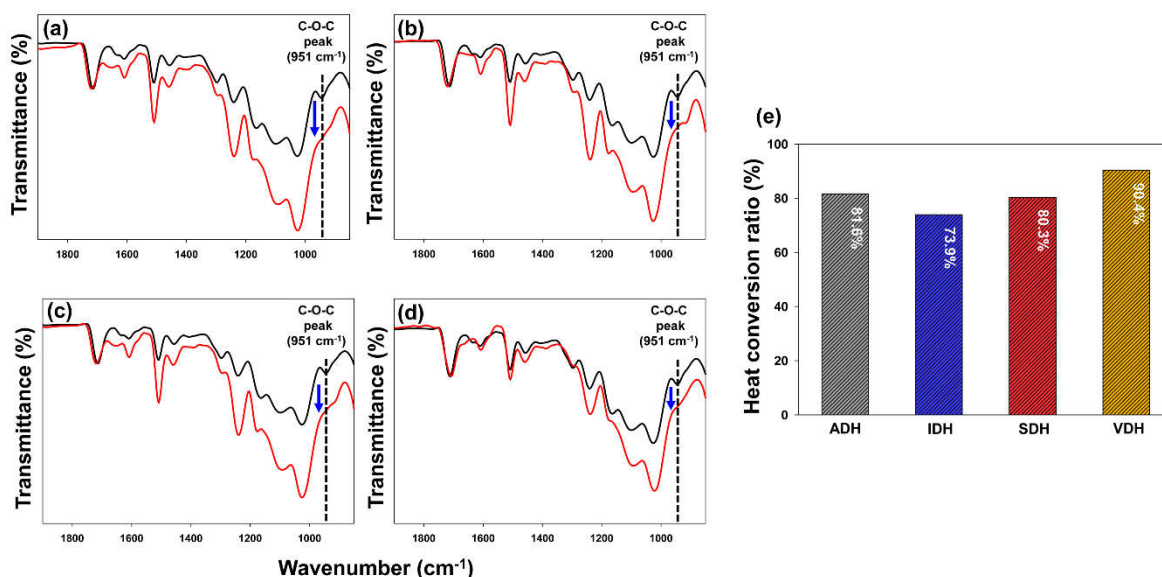 (a)
C-O-C
peak
(951 cm⁻¹)
Transmittance (%)
1800 1600 1400 1200 1000
(b)
C-O-C
peak
(951 cm⁻¹)
Transmittance (%)
1800 1600 1400 1200 1000
(c)
C-O-C
peak
(951 cm⁻¹)
Transmittance (%)
1800 1600 1400 1200 1000
(d)
C-O-C
peak
(951 cm⁻¹)
Transmittance (%)
1800 1600 1400 1200 1000
Wavenumber (cm⁻¹)
(e)
Heat conversion ratio (%)
100
80
60
40
20
0
81.6%
73.9%
80.3%
90.4%
ADH IDH SDH VDH